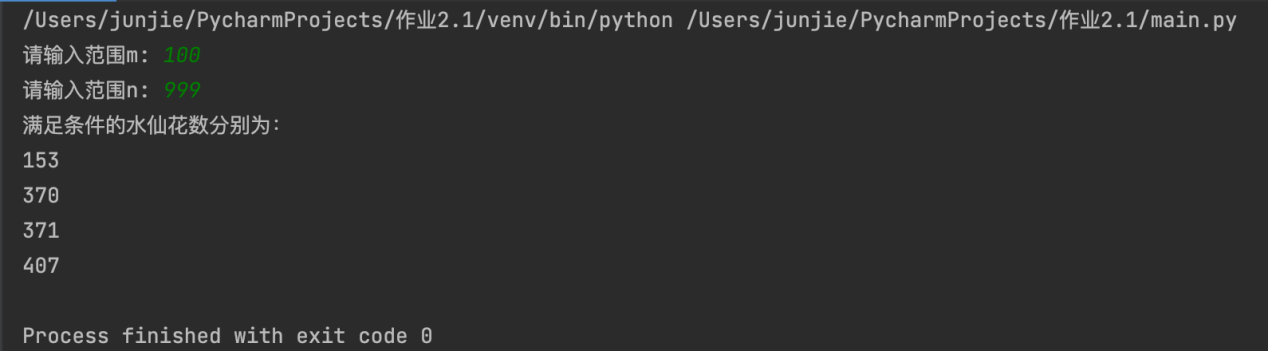 /Users/junjie/PycharmProjects/作业2.1/venv/bin/python /Users/junjie/PycharmProjects/作业2.1/main.py
请输入范围m: 100
请输入范围n: 999
满足条件的水仙花数分别为:
153
370
371
407
Process finished with exit code 0